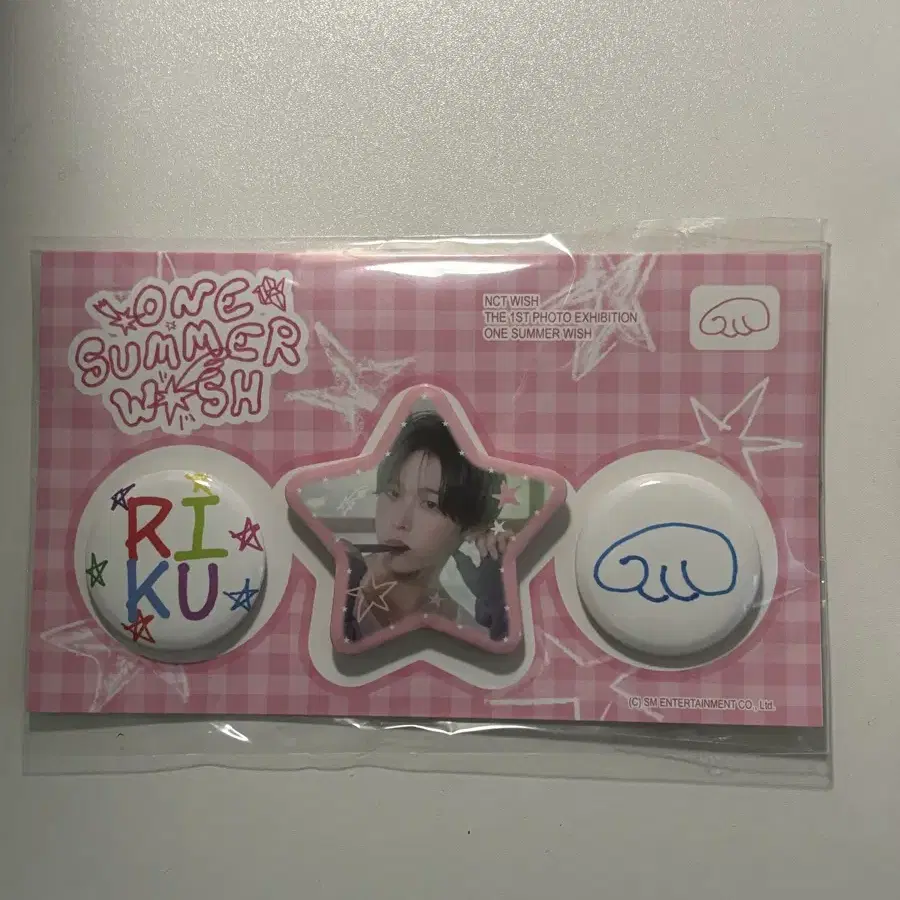 ONE
SUMMER
WISH
NCT WISH
THE 1ST PHOTO EXHIBITION
ONE SUMMER WISH
RI
KU
(C) SM ENTERTAINMENT CO., Ltd.